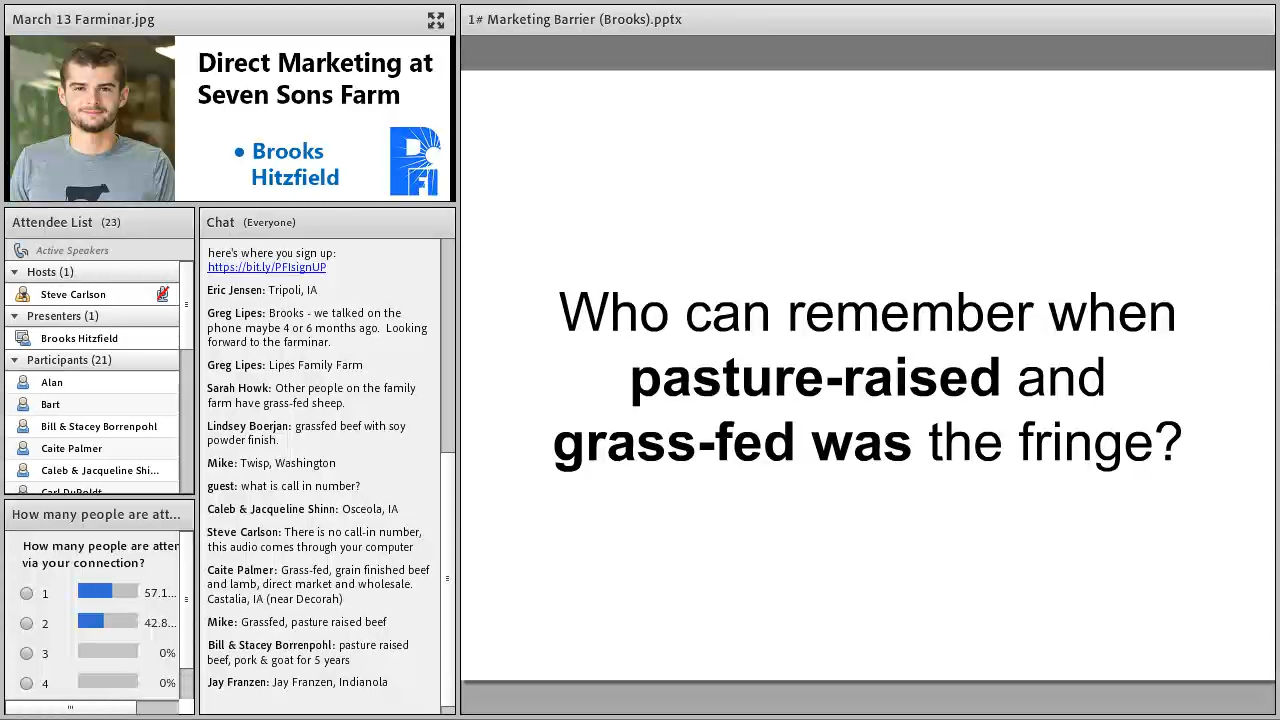 March 13 Farminar.jpg
Direct Marketing at
Seven Sons Farm
• Brooks
Hitzfield
PFI
Attendee List (23)
Active Speakers
Hosts (1)
Steve Carlson
Presenters (1)
Brooks Hitzfield
Participants (21)
Alan
Bart
Bill & Stacey Borrenpohl
Caite Palmer
Caleb & Jacqueline Shi...
How many people are att...
How many people are atter
via your connection?
1 57.1...
2 42.8...
3 0%
4 0%
Chat (Everyone)
here's where you sign up:
https://bit.ly/PFIsignUP
Eric Jensen: Tripoli, IA
Greg Lipes: Brooks - we talked on the
phone maybe 4 or 6 months ago. Looking
forward to the farminar.
Greg Lipes: Lipes Family Farm
Sarah Howk: Other people on the family
farm have grass-fed sheep.
Lindsey Boerjan: grassfed beef with soy
powder finish.
Mike: Twisp, Washington
guest: what is call in number?
Caleb & Jacqueline Shinn: Osceola, IA
Steve Carlson: There is no call-in number,
this audio comes through your computer
Caite Palmer: Grass-fed, grain finished beef
and lamb, direct market and wholesale.
Castalia, IA (near Decorah)
Mike: Grassfed, pasture raised beef
Bill & Stacey Borrenpohl: pasture raised
beef, pork & goat for 5 years
Jay Franzen: Jay Franzen, Indianola
1# Marketing Barrier (Brooks).pptx
Who can remember when
pasture-raised and
grass-fed was the fringe?